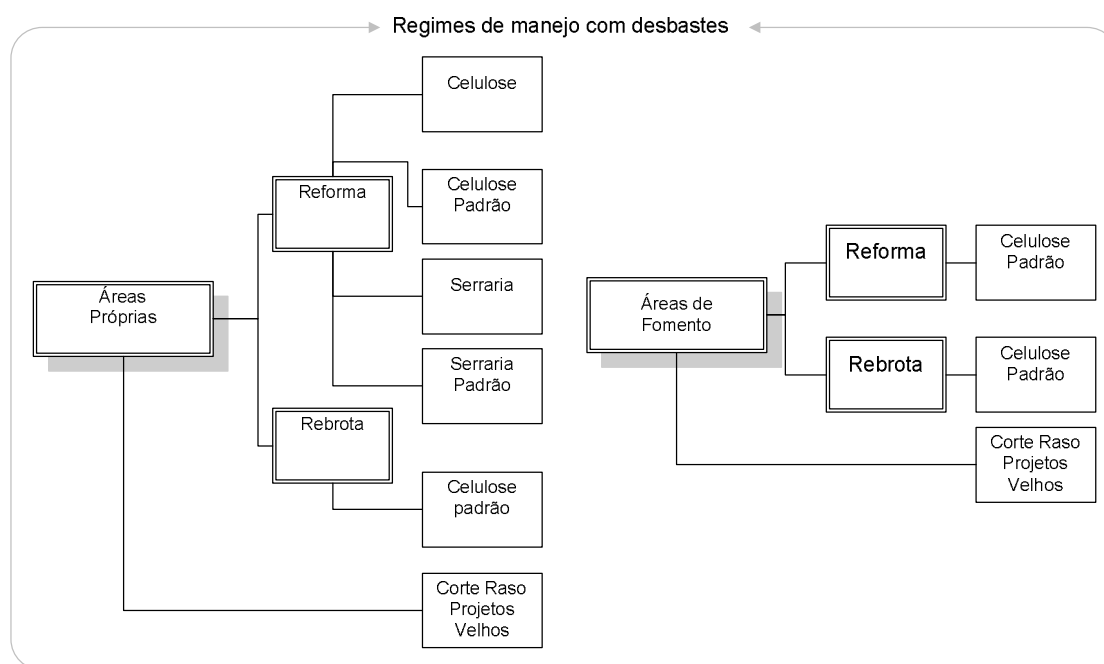 Regimes de manejo com desbastes
Áreas
Próprias
Reforma
Celulose
Celulose
Padrão
Serraria
Serraria
Padrão
Rebrota
Celulose
padrão
Corte Raso
Projetos
Velhos
Áreas de
Fomento
Reforma
Celulose
Padrão
Rebrota
Celulose
Padrão
Corte Raso
Projetos
Velhos